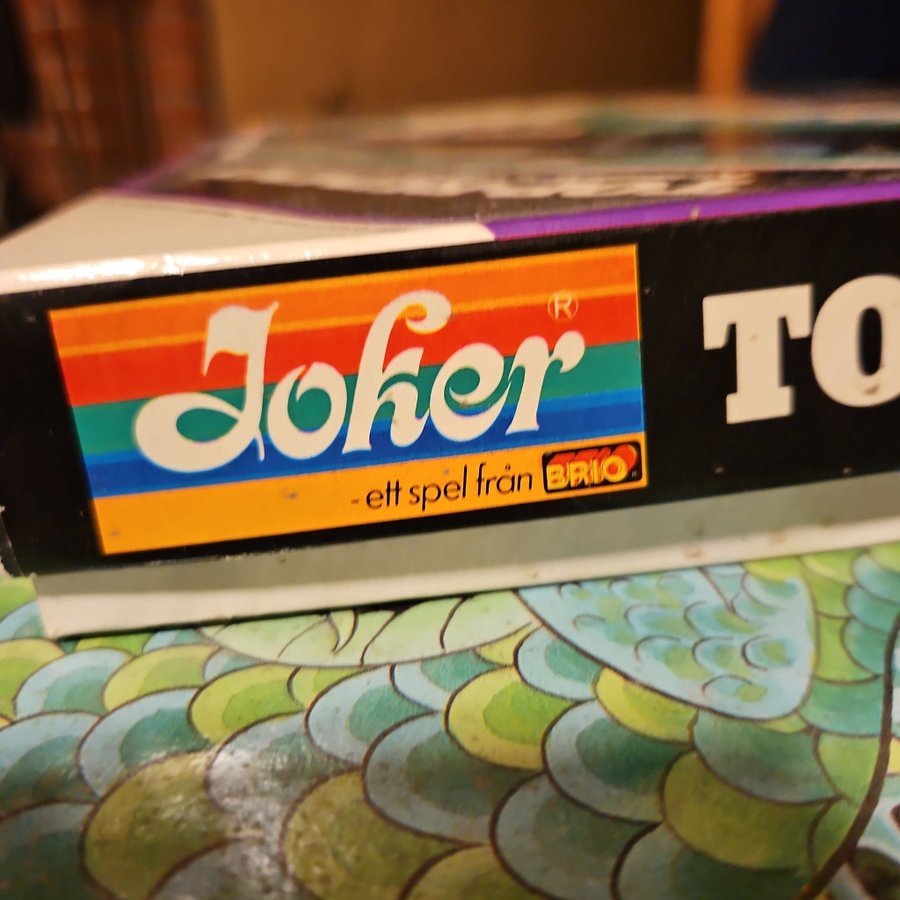 Joker ®
- ett spel från BRIO
TO